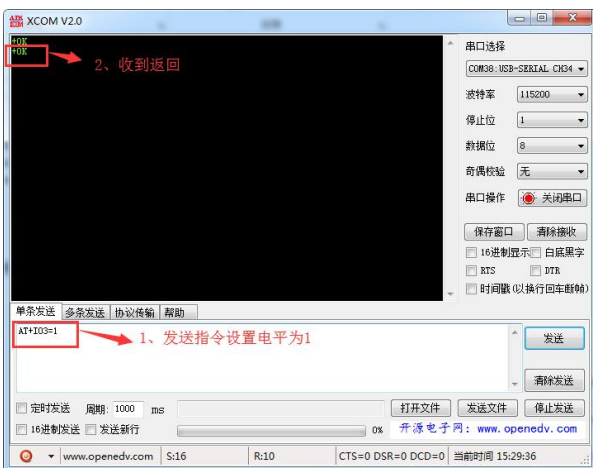 XCOM V2.0
+OK
+OK
2、收到返回
串口选择
COM38:USB-SERIAL CH34
波特率 115200
停止位 1
数据位 8
奇偶校验 无
串口操作 关闭串口
保存窗口 清除接收
16进制显示 白底黑字
RTS DTR
时间戳(以换行回车断帧)
单条发送 多条发送 协议传输 帮助
AT+IO3=1
1、发送指令设置电平为1
发送
清除发送
定时发送 周期: 1000 ms 打开文件 发送文件 停止发送
16进制发送 发送新行 0% 开源电子网: www.openedv.com
www.openedv.com S:16 R:10 CTS=0 DSR=0 DCD=0 当前时间 15:29:36